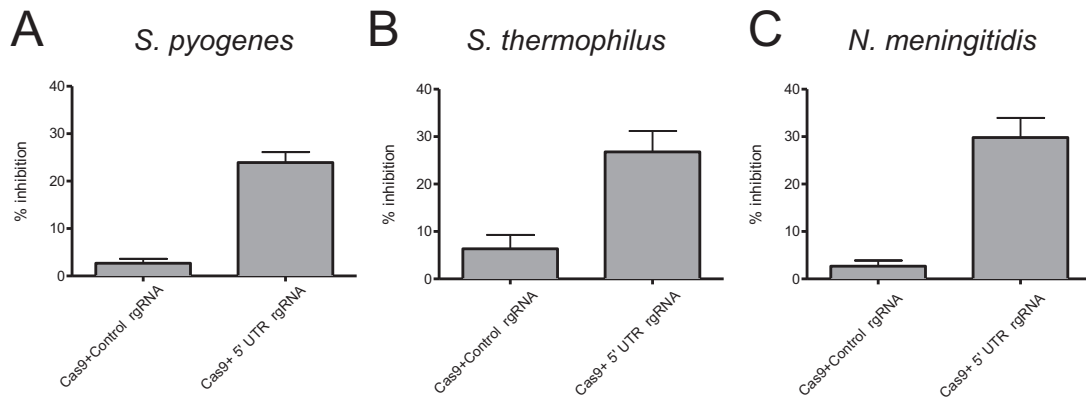 A
S. pyogenes
40
30
20
10
0
% inhibition
Cas9+Control rgRNA
Cas9+ 5' UTR rgRNA
B
S. thermophilus
40
30
20
10
0
% inhibition
Cas9+Control rgRNA
Cas9+ 5' UTR rgRNA
C
N. meningitidis
40
30
20
10
0
% inhibition
Cas9+Control rgRNA
Cas9+ 5' UTR rgRNA